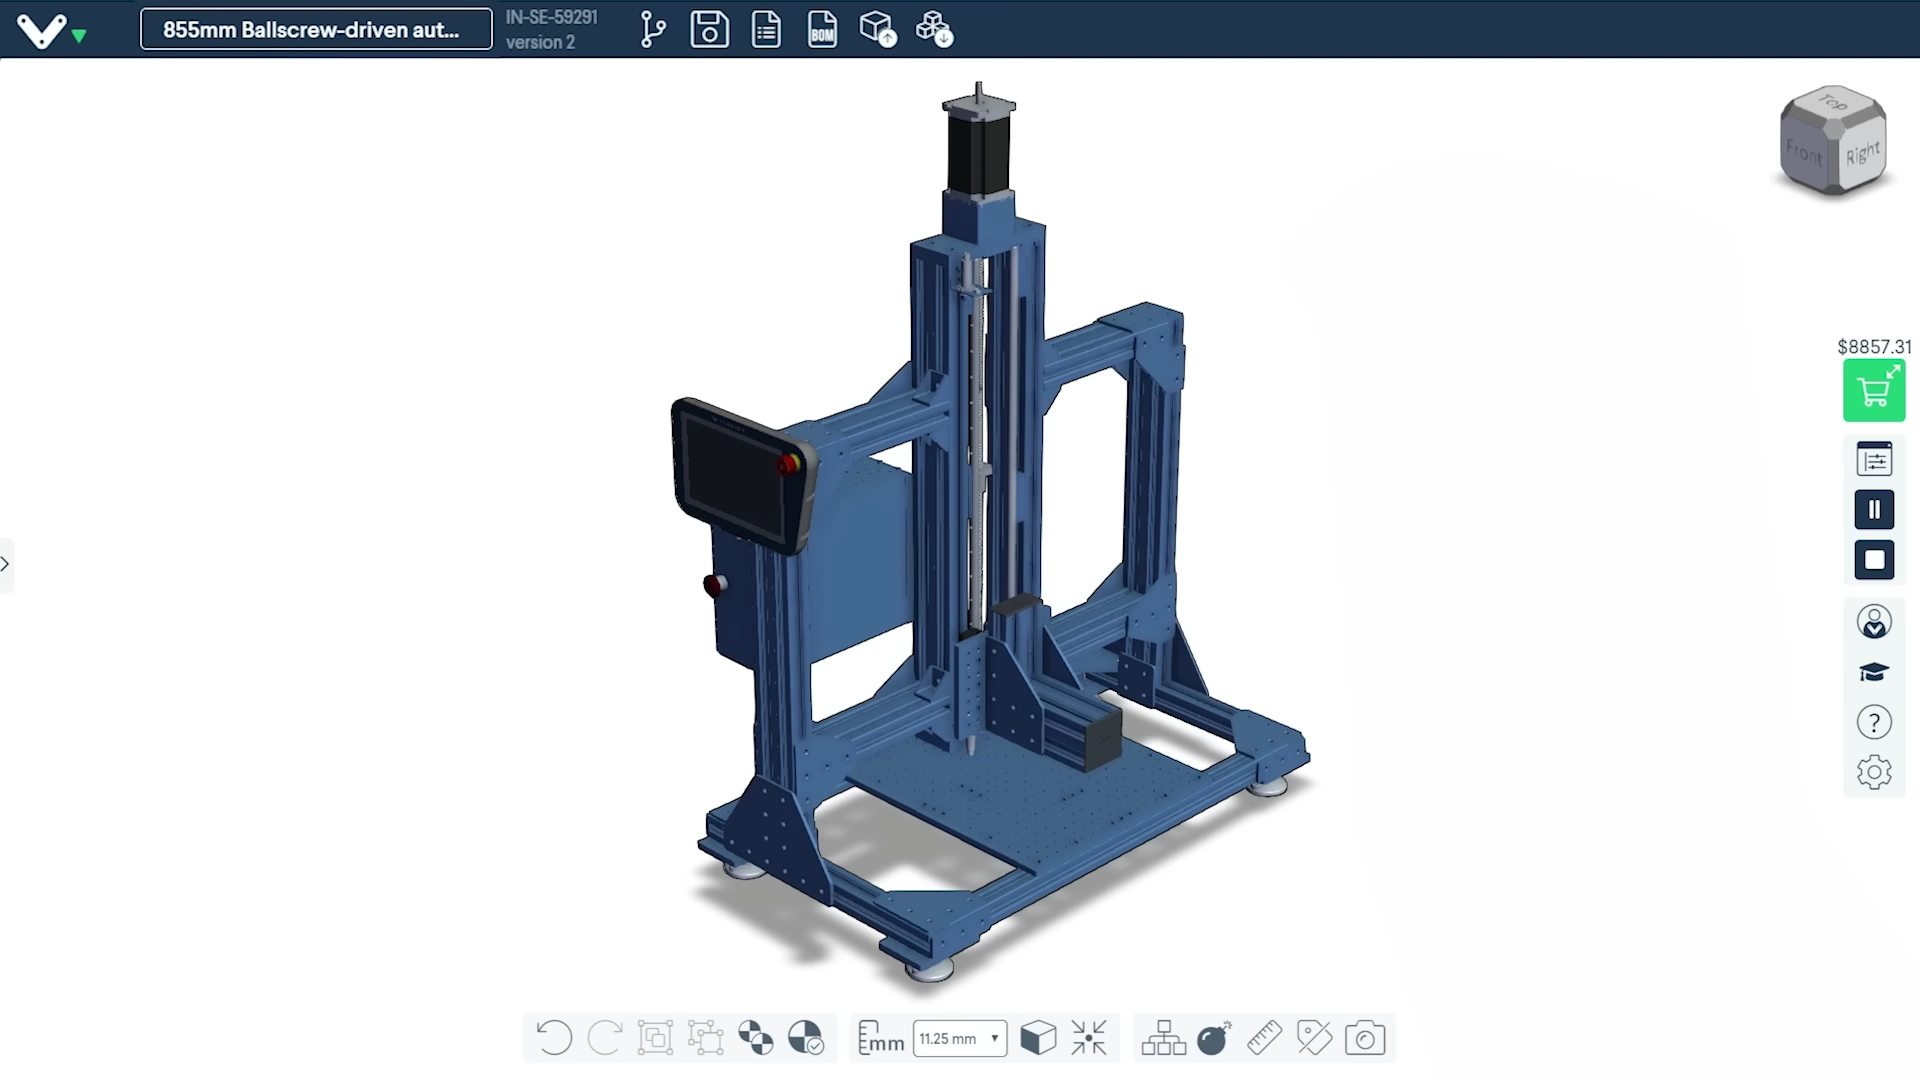 855mm Ballscrew-driven aut...
IN-SE-59291
version 2
BOM
Top
Front
Right
$8857.31
?
mm
11.25 mm